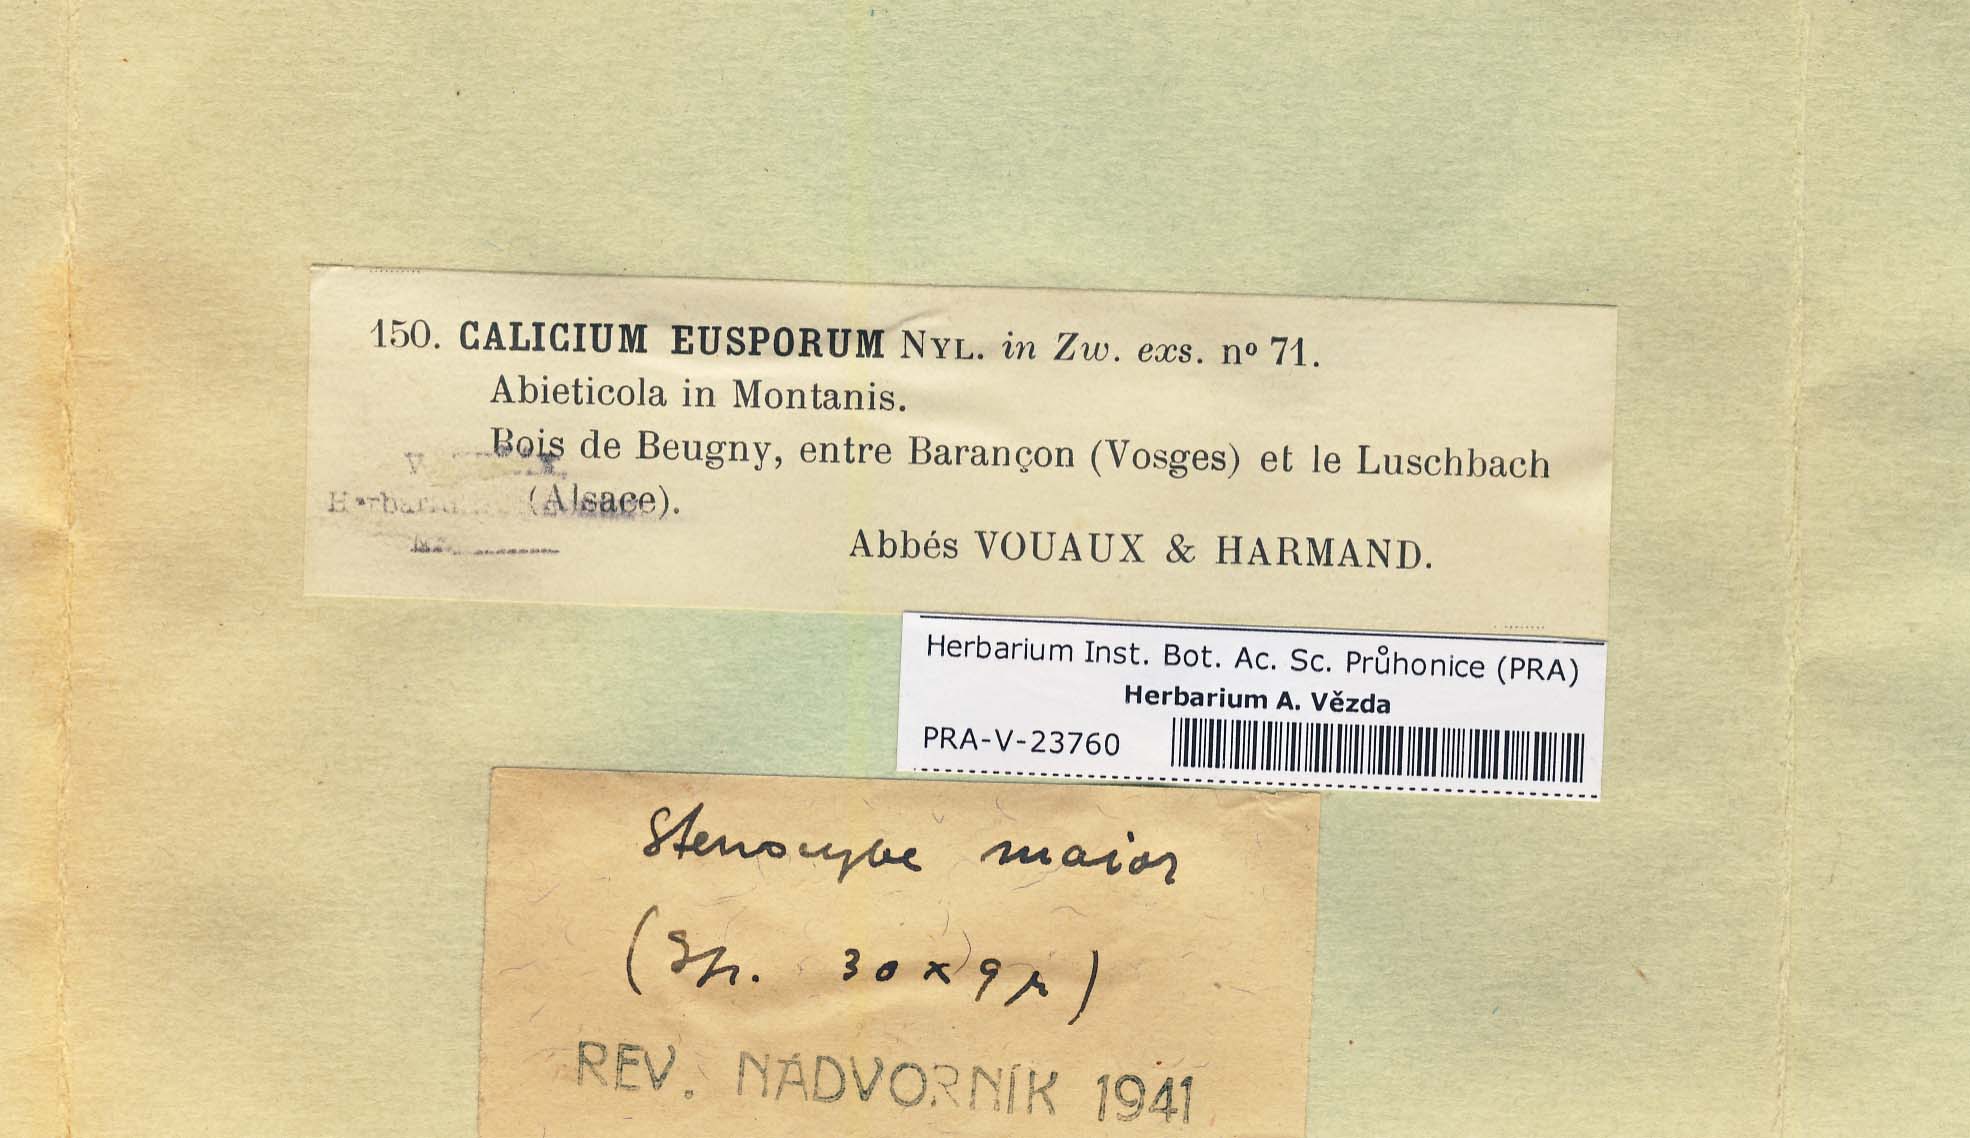 150. CALICIUM EUSPORUM NYL. in Zw. exs. nº 71.
Abieticola in Montanis.
Bois de Beugny, entre Barançon (Vosges) et le Luschbach
(Alsace).
Abbés VOUAUX & HARMAND.
Herbarium Inst. Bot. Ac. Sc. Průhonice (PRA)
Herbarium A. Vězda
PRA-V-23760
Stenocybe maior
(Sp. 30 x 9 μ)
REV. NÁDVORNÍK 1941